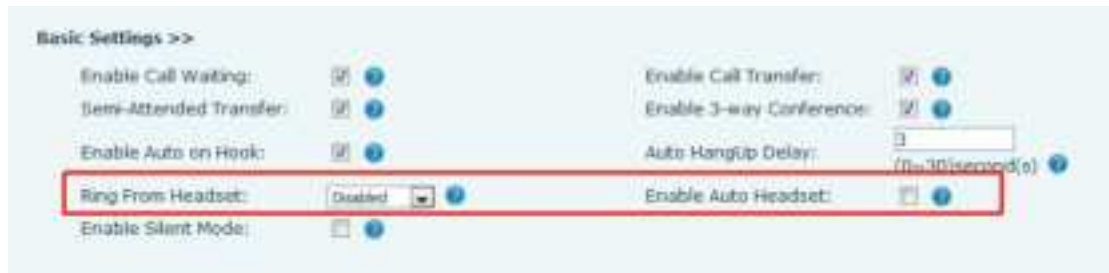 Basic Settings >>
Enable Call Waiting: Enable Call Transfer:
Semi-Attended Transfer: Enable 3-way Conference:
Enable Auto on Hook: Auto HangUp Delay: 3
(0~30)second(s)
Ring From Headset: Disabled Enable Auto Headset:
Enable Silent Mode: